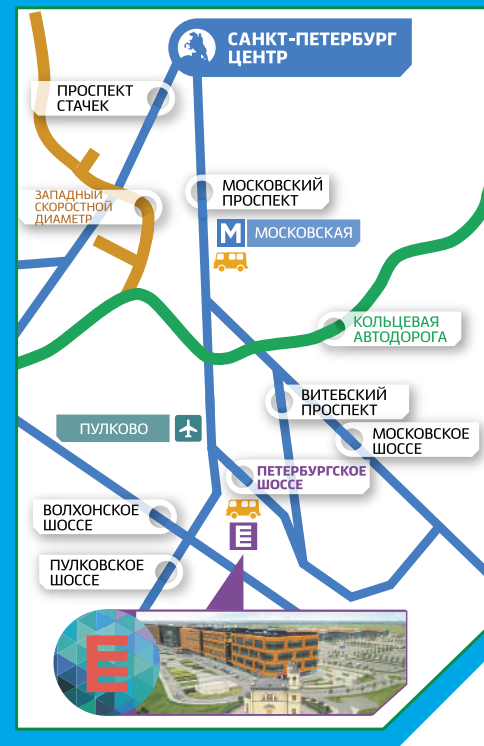 САНКТ-ПЕТЕРБУРГ
ЦЕНТР
ПРОСПЕКТ
СТАЧЕК
МОСКОВСКИЙ
ПРОСПЕКТ
ЗАПАДНЫЙ
СКОРОСТНОЙ
ДИАМЕТР
М МОСКОВСКАЯ
КОЛЬЦЕВАЯ
АВТОДОРОГА
ВИТЕБСКИЙ
ПРОСПЕКТ
ПУЛКОВО
МОСКОВСКОЕ
ШОССЕ
ПЕТЕРБУРГСКОЕ
ШОССЕ
ВОЛХОНСКОЕ
ШОССЕ
Е
ПУЛКОВСКОЕ
ШОССЕ
Е